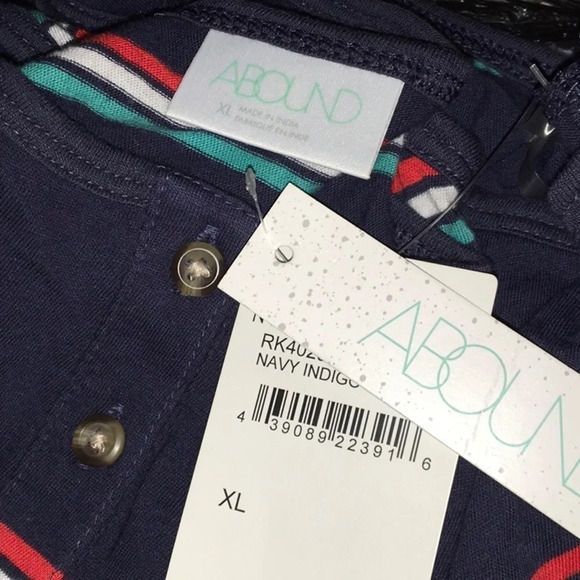 ABOUND
XL MADE IN INDIA
FABRIQUÉ EN INDE
ABOUND
NAVY INDIGO
4 39089 22391 6
XL